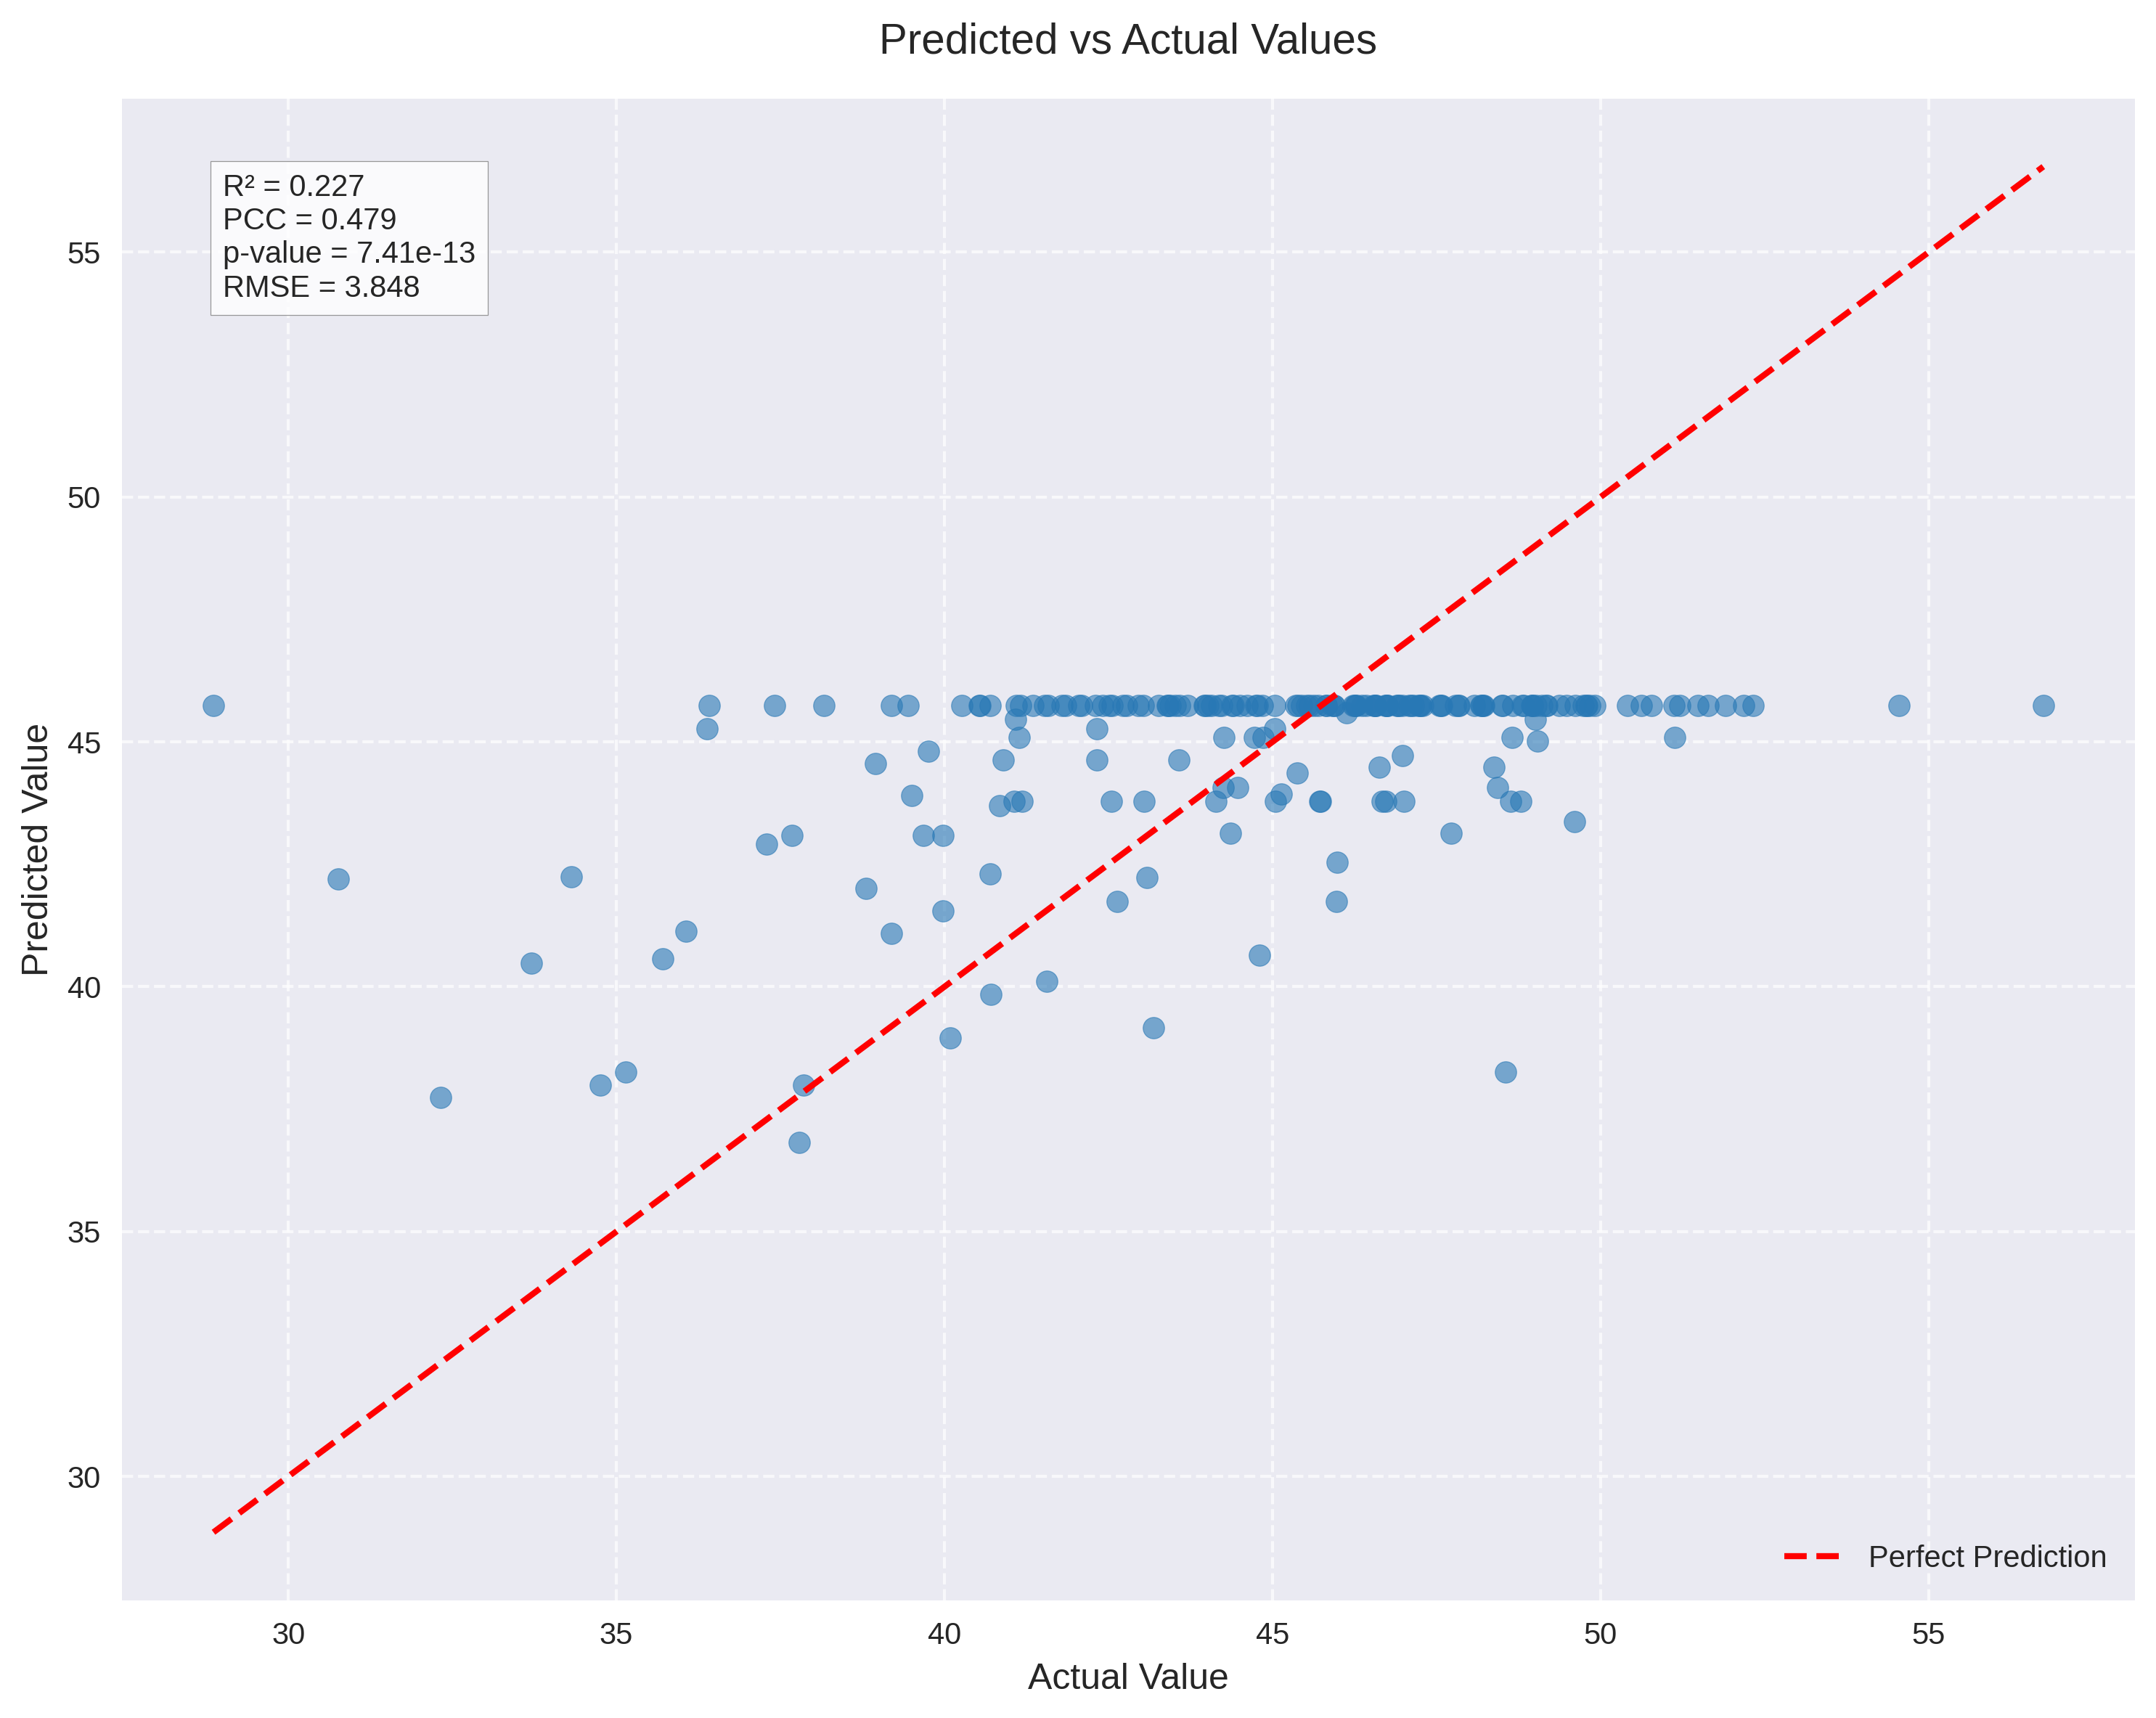 Predicted vs Actual Values
R² = 0.227
PCC = 0.479
p-value = 7.41e-13
RMSE = 3.848
55
50
45
40
35
30
Predicted Value
Perfect Prediction
30 35 40 45 50 55
Actual Value